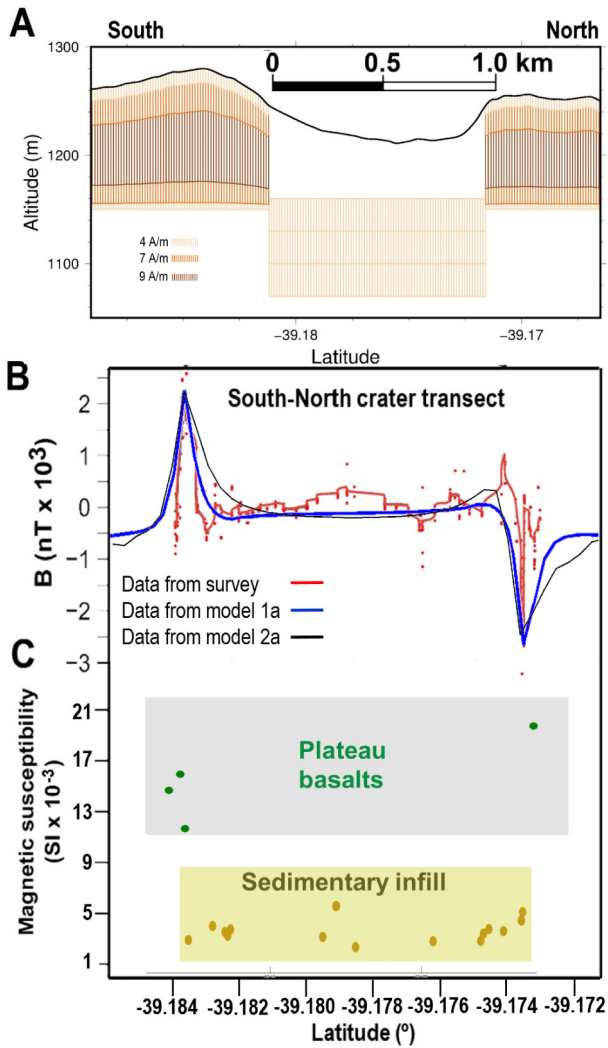 A
South
North
0 0.5 1.0 km
1300
1200
1100
Altitude (m)
4 A/m
7 A/m
9 A/m
−39.18 −39.17
Latitude
B
South-North crater transect
2
1
0
−1
−2
−3
B (nT x 10³)
Data from survey
Data from model 1a
Data from model 2a
C
21
17
13
9
5
1
Magnetic susceptibility
(SI x 10⁻³)
Plateau
basalts
Sedimentary infill
-39.184 -39.182 -39.180 -39.178 -39.176 -39.174 -39.172
Latitude (º)